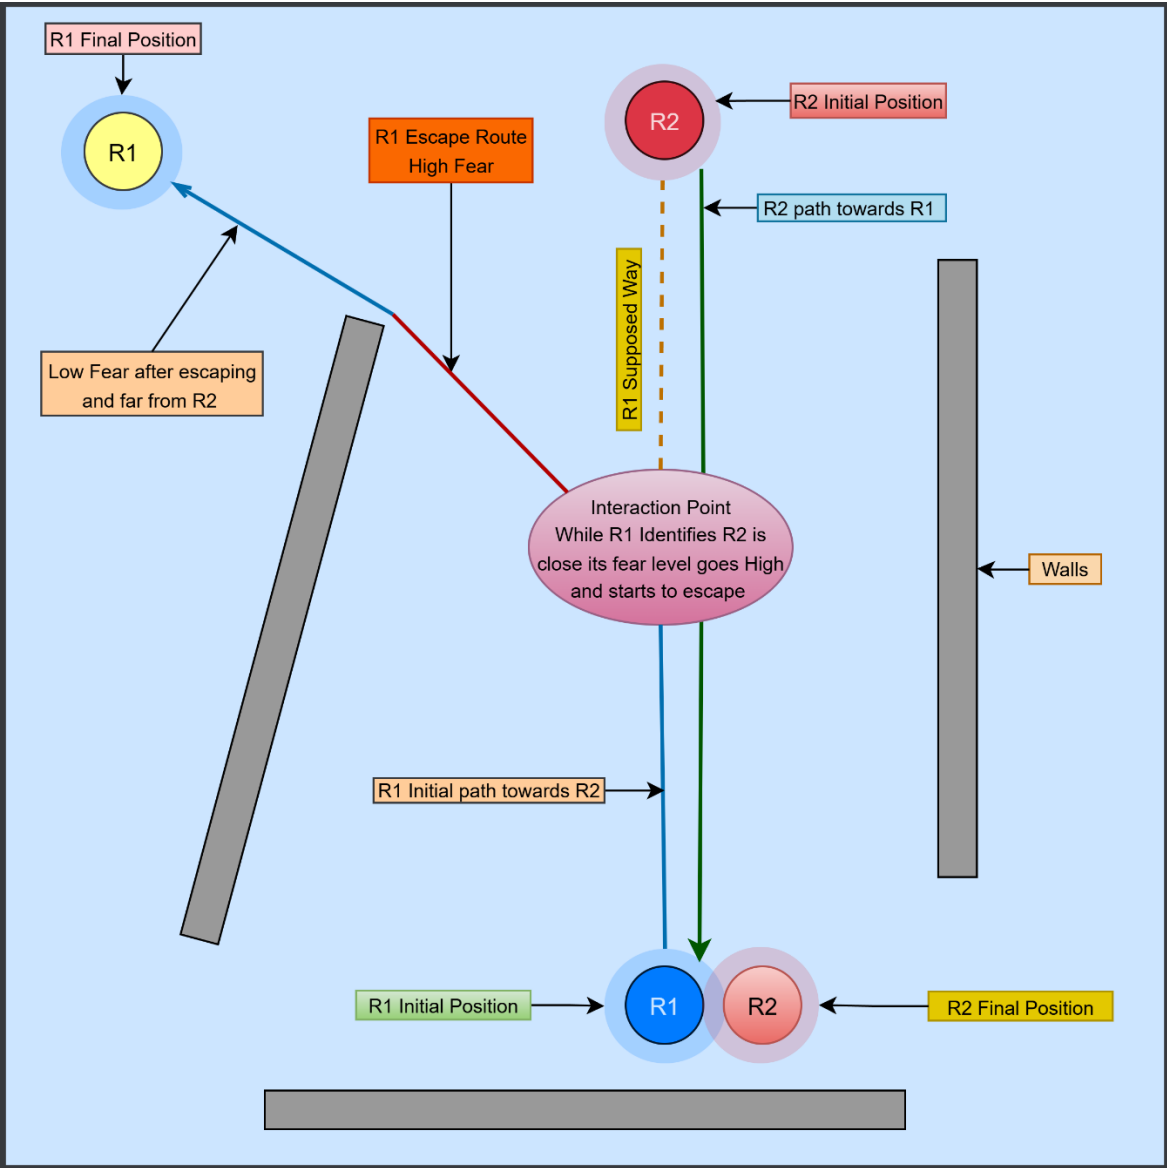 R1 Final Position
R1
R2
R2 Initial Position
R1 Escape Route
High Fear
R2 path towards R1
R1 Supposed Way
Low Fear after escaping
and far from R2
Interaction Point
While R1 Identifies R2 is
close its fear level goes High
and starts to escape
Walls
R1 Initial path towards R2
R1 Initial Position
R1
R2
R2 Final Position